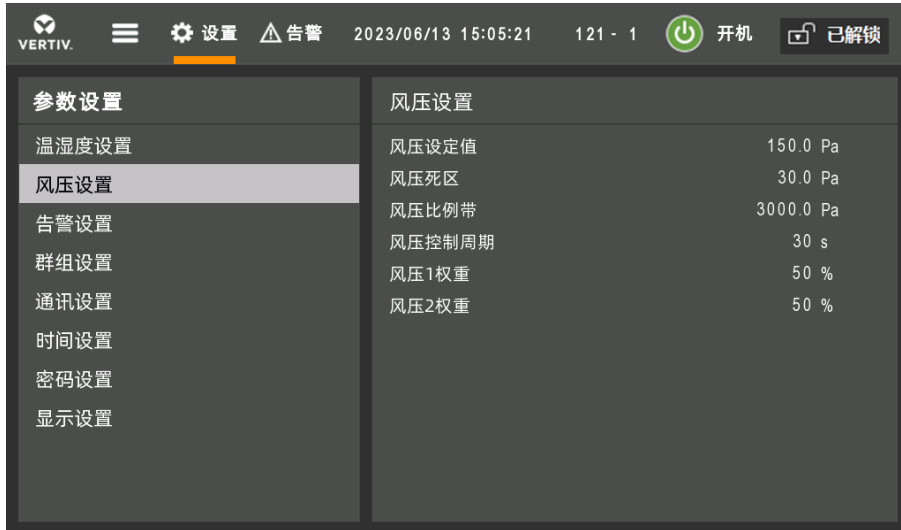 VERTIV. 设置 告警 2023/06/13 15:05:21 121 - 1 开机 已解锁
参数设置
温湿度设置
风压设置
告警设置
群组设置
通讯设置
时间设置
密码设置
显示设置
风压设置
风压设定值 150.0 Pa
风压死区 30.0 Pa
风压比例带 3000.0 Pa
风压控制周期 30 s
风压1权重 50 %
风压2权重 50 %